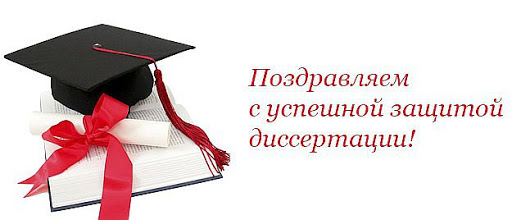 Поздравляем
с успешной защитой
диссертации!